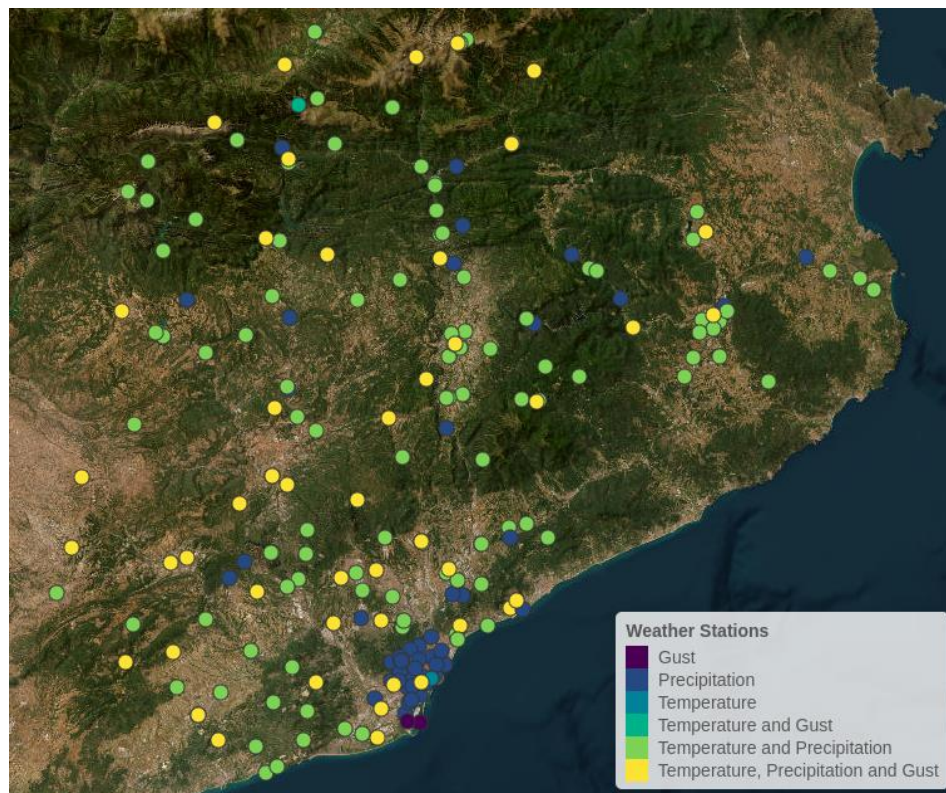 Weather Stations
Gust
Precipitation
Temperature
Temperature and Gust
Temperature and Precipitation
Temperature, Precipitation and Gust